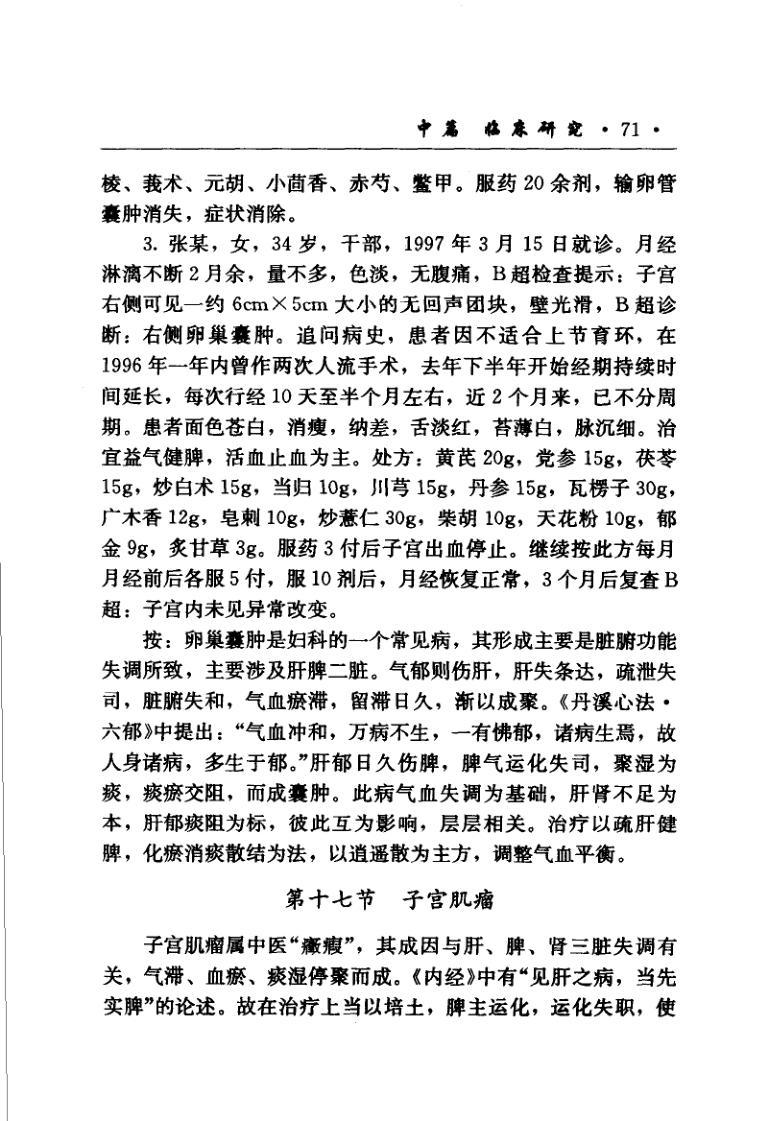 中篇 临床研究 · 71 ·
棱、莪术、元胡、小茴香、赤芍、鳖甲。服药 20 余剂，输卵管
囊肿消失，症状消除。
3. 张某，女，34 岁，干部，1997 年 3 月 15 日就诊。月经
淋漓不断 2 月余，量不多，色淡，无腹痛，B 超检查提示：子宫
右侧可见一约 6cm×5cm 大小的无回声团块，壁光滑，B 超诊
断：右侧卵巢囊肿。追问病史，患者因不适合上节育环，在
1996 年一年内曾作两次人流手术，去年下半年开始经期持续时
间延长，每次行经 10 天至半个月左右，近 2 个月来，已不分周
期。患者面色苍白，消瘦，纳差，舌淡红，苔薄白，脉沉细。治
宜益气健脾，活血止血为主。处方：黄芪 20g，党参 15g，茯苓
15g，炒白术 15g，当归 10g，川芎 15g，丹参 15g，瓦楞子 30g，
广木香 12g，皂刺 10g，炒薏仁 30g，柴胡 10g，天花粉 10g，郁
金 9g，炙甘草 3g。服药 3 付后子宫出血停止。继续按此方每月
月经前后各服 5 付，服 10 剂后，月经恢复正常，3 个月后复查 B
超：子宫内未见异常改变。
按：卵巢囊肿是妇科的一个常见病，其形成主要是脏腑功能
失调所致，主要涉及肝脾二脏。气郁则伤肝，肝失条达，疏泄失
司，脏腑失和，气血瘀滞，留滞日久，渐以成聚。《丹溪心法·
六郁》中提出：“气血冲和，万病不生，一有怫郁，诸病生焉，故
人身诸病，多生于郁。”肝郁日久伤脾，脾气运化失司，聚湿为
痰，痰瘀交阻，而成囊肿。此病气血失调为基础，肝肾不足为
本，肝郁痰阻为标，彼此互为影响，层层相关。治疗以疏肝健
脾，化瘀消痰散结为法，以逍遥散为主方，调整气血平衡。
第十七节 子宫肌瘤
子宫肌瘤属中医“癥瘕”，其成因与肝、脾、肾三脏失调有
关，气滞、血瘀、痰湿停聚而成。《内经》中有“见肝之病，当先
实脾”的论述。故在治疗上当以培土，脾主运化，运化失职，使